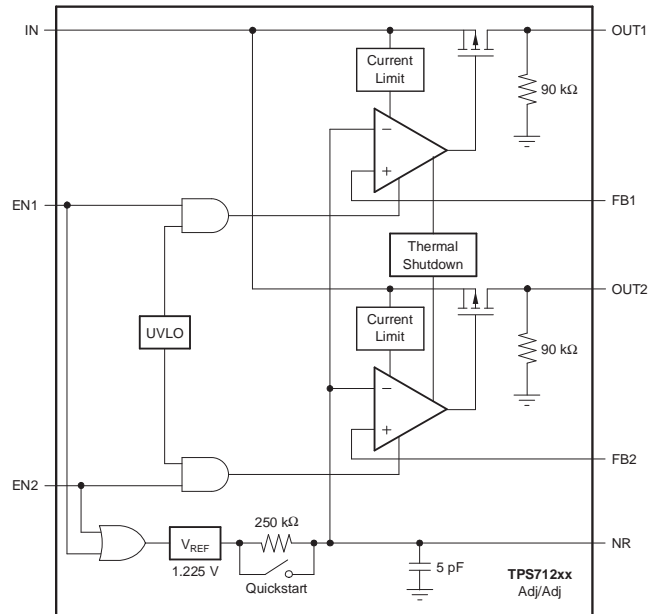 IN
OUT1
Current
Limit
90 kΩ
−
+
EN1
FB1
Thermal
Shutdown
OUT2
UVLO
Current
Limit
90 kΩ
−
+
FB2
EN2
250 kΩ
VREF
NR
1.225 V
Quickstart
5 pF
TPS712xx
Adj/Adj